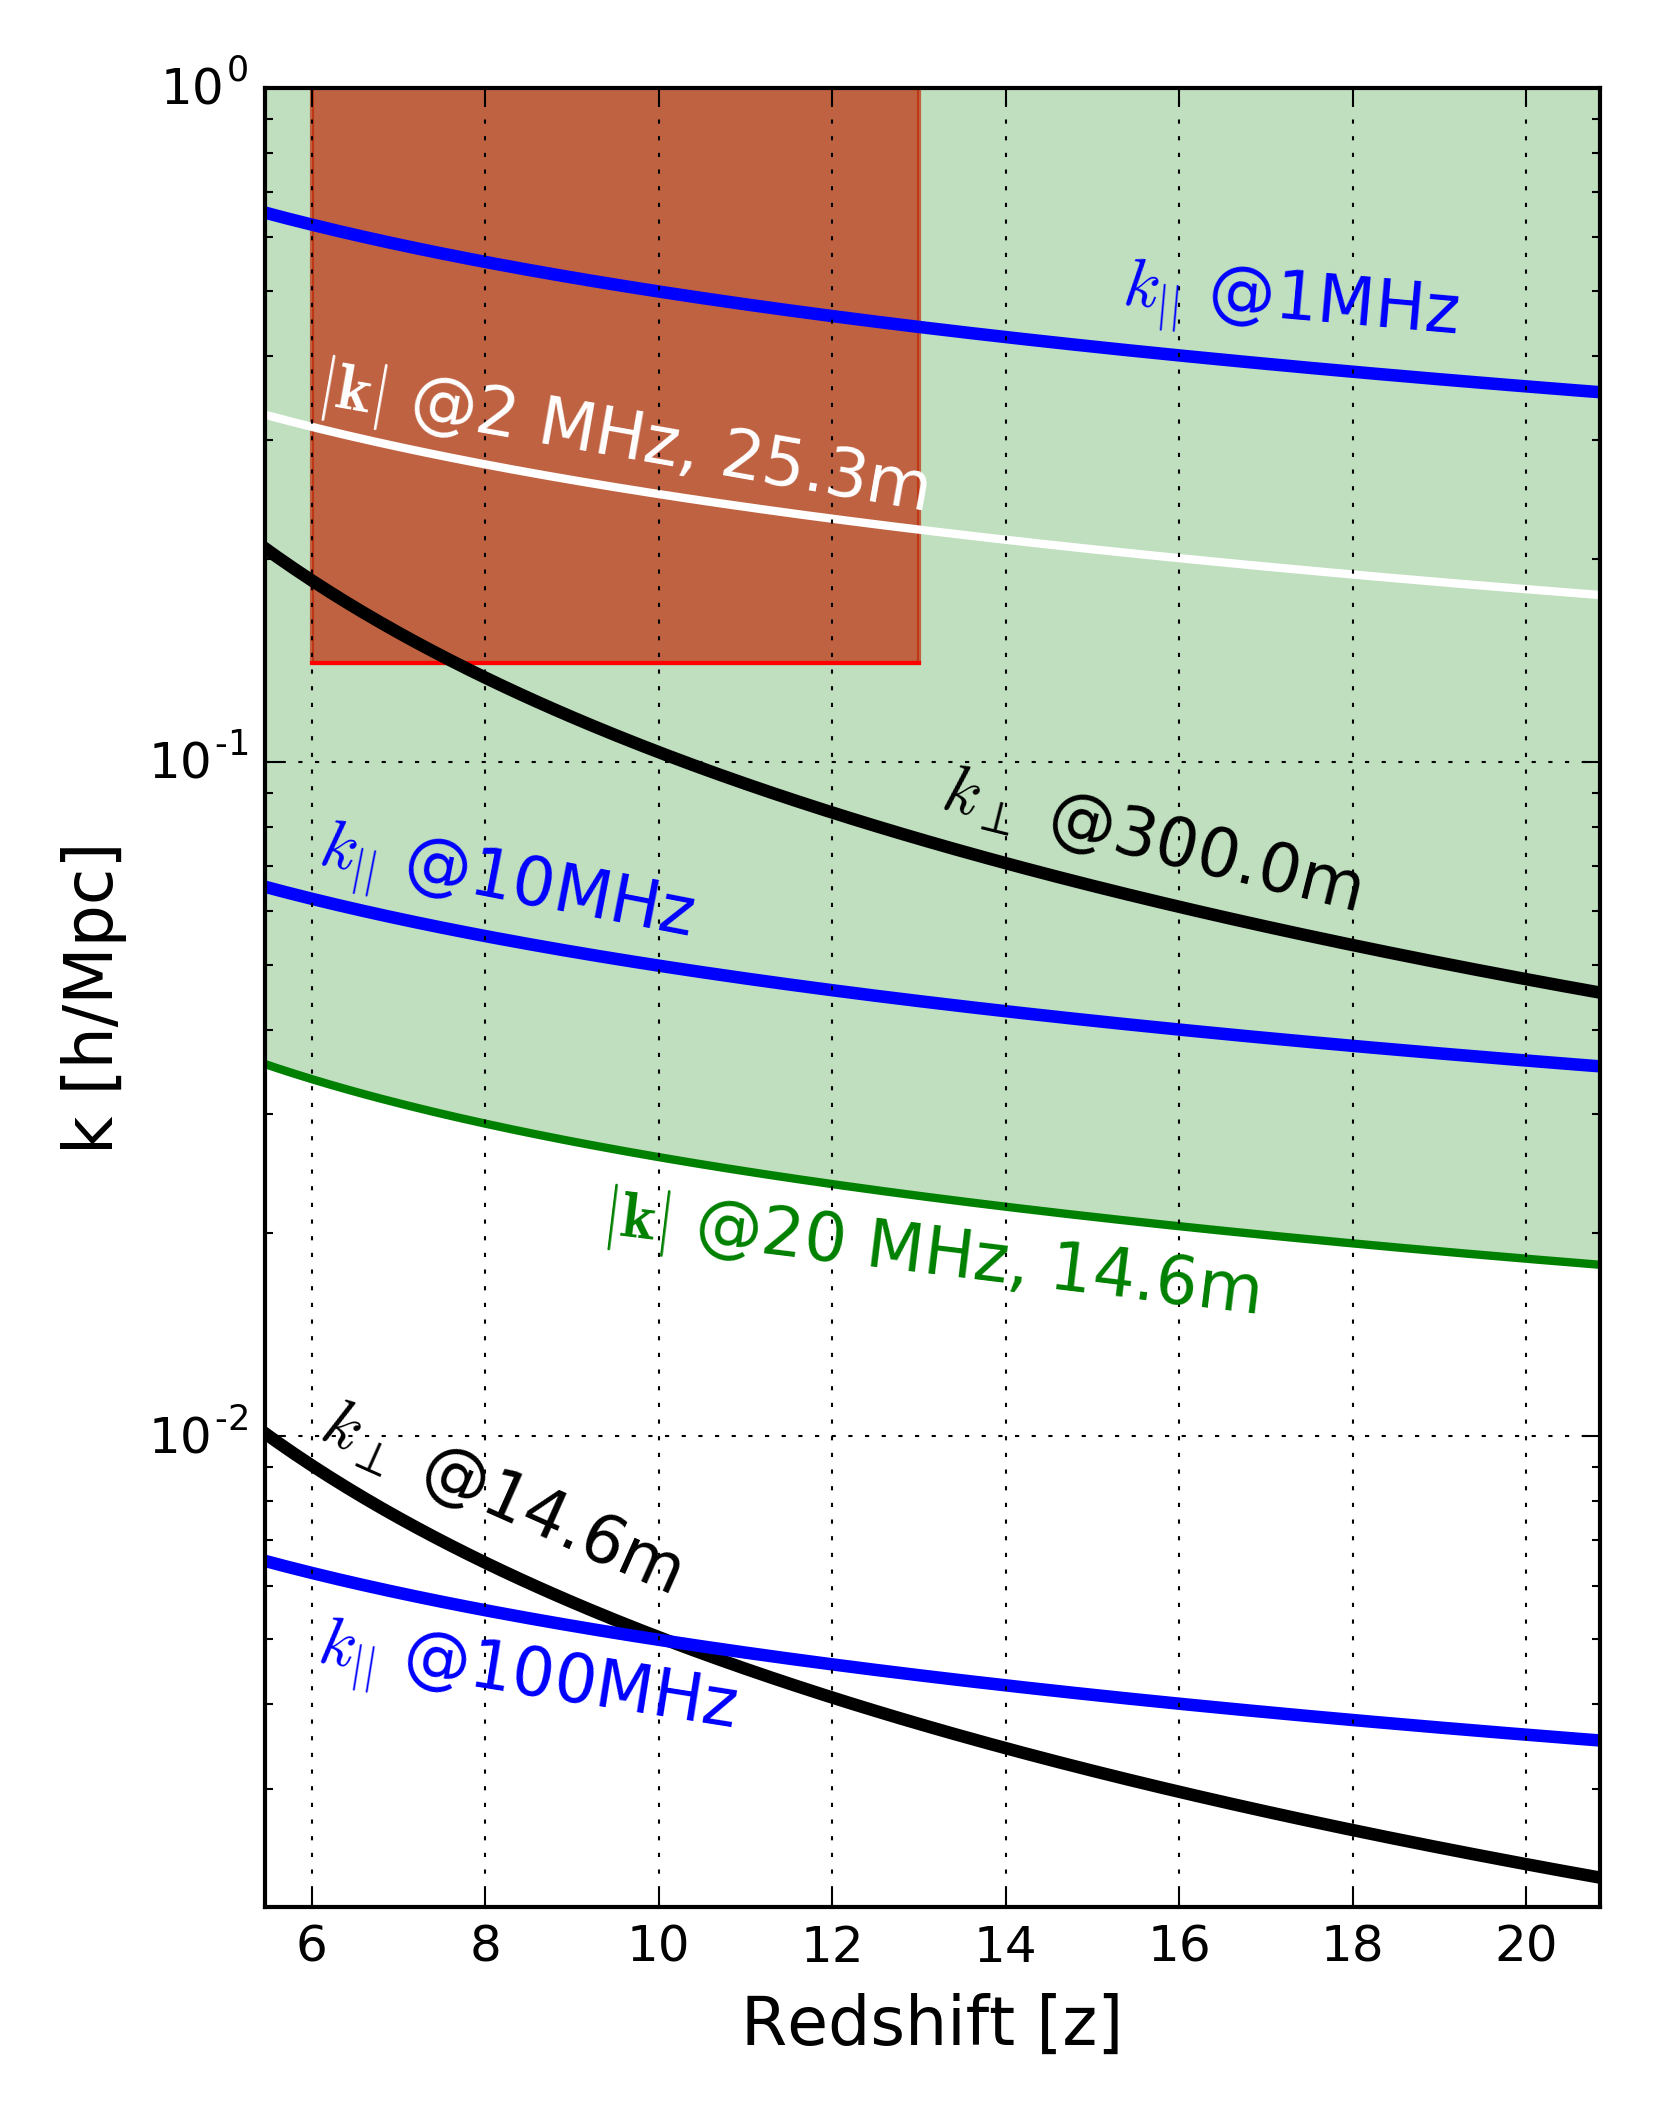 10^0
k_{||} @1MHz
|k| @2 MHz, 25.3m
10^{-1}
k_⊥ @300.0m
k_{||} @10MHz
k [h/Mpc]
|k| @20 MHz, 14.6m
10^{-2}
k_⊥ @14.6m
k_{||} @100MHz
6 8 10 12 14 16 18 20
Redshift [z]